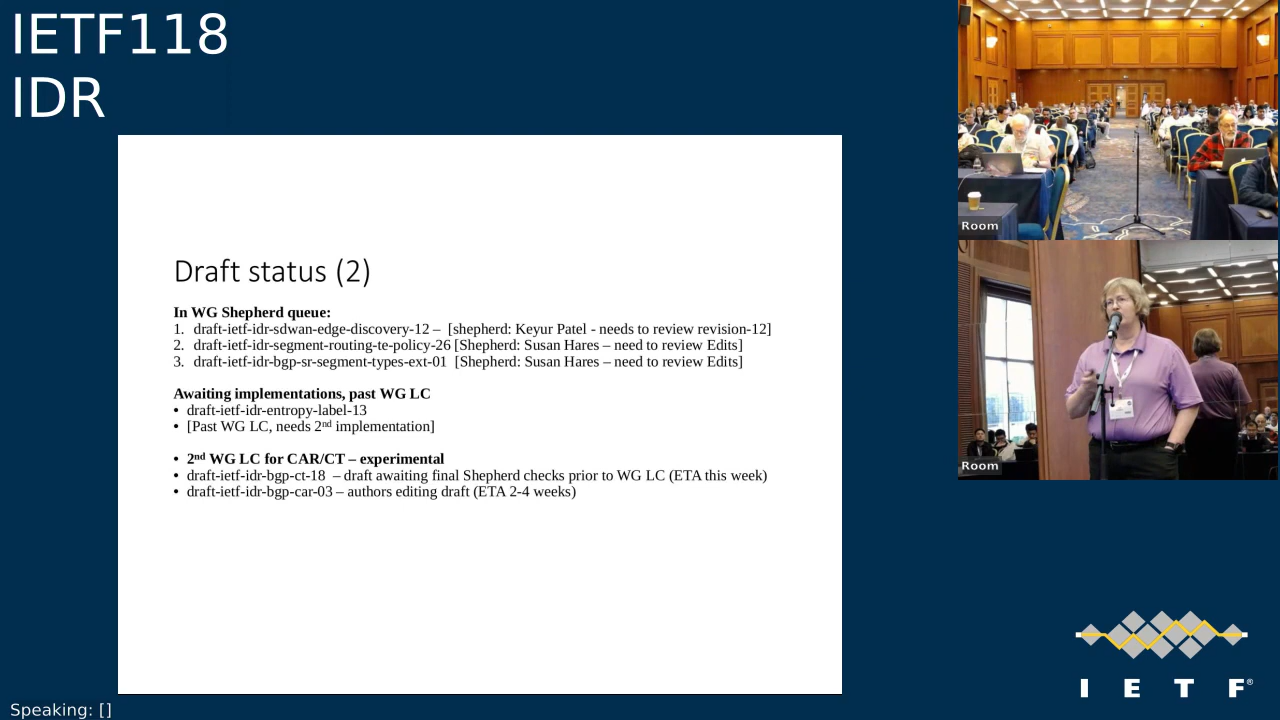 IETF118
IDR
Draft status (2)
In WG Shepherd queue:
1. draft-ietf-idr-sdwan-edge-discovery-12 – [shepherd: Keyur Patel - needs to review revision-12]
2. draft-ietf-idr-segment-routing-te-policy-26 [Shepherd: Susan Hares – need to review Edits]
3. draft-ietf-idr-bgp-sr-segment-types-ext-01 [Shepherd: Susan Hares – need to review Edits]
Awaiting implementations, past WG LC
• draft-ietf-idr-entropy-label-13
• [Past WG LC, needs 2nd implementation]
• 2nd WG LC for CAR/CT – experimental
• draft-ietf-idr-bgp-ct-18 – draft awaiting final Shepherd checks prior to WG LC (ETA this week)
• draft-ietf-idr-bgp-car-03 – authors editing draft (ETA 2-4 weeks)
Room
Room
I E T F®
Speaking: []